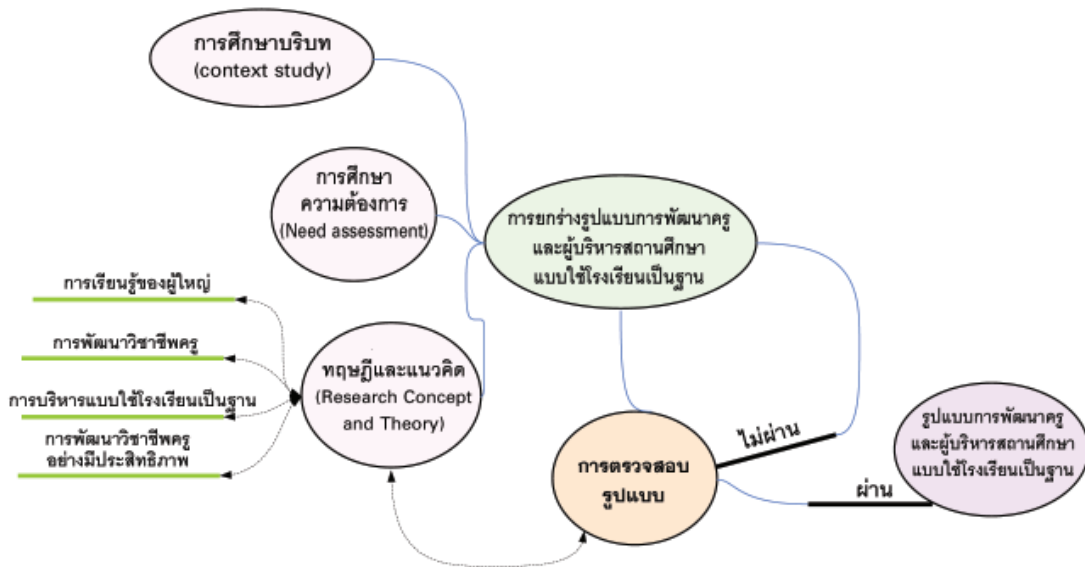 การศึกษาบริบท
(context study)
การศึกษา
ความต้องการ
(Need assessment)
การยกร่างรูปแบบการพัฒนาครู
และผู้บริหารสถานศึกษา
แบบใช้โรงเรียนเป็นฐาน
การเรียนรู้ของผู้ใหญ่
การพัฒนาวิชาชีพครู
การบริหารแบบใช้โรงเรียนเป็นฐาน
การพัฒนาวิชาชีพครู
อย่างมีประสิทธิภาพ
ทฤษฎีและแนวคิด
(Research Concept
and Theory)
การตรวจสอบ
รูปแบบ
ไม่ผ่าน
ผ่าน
รูปแบบการพัฒนาครู
และผู้บริหารสถานศึกษา
แบบใช้โรงเรียนเป็นฐาน